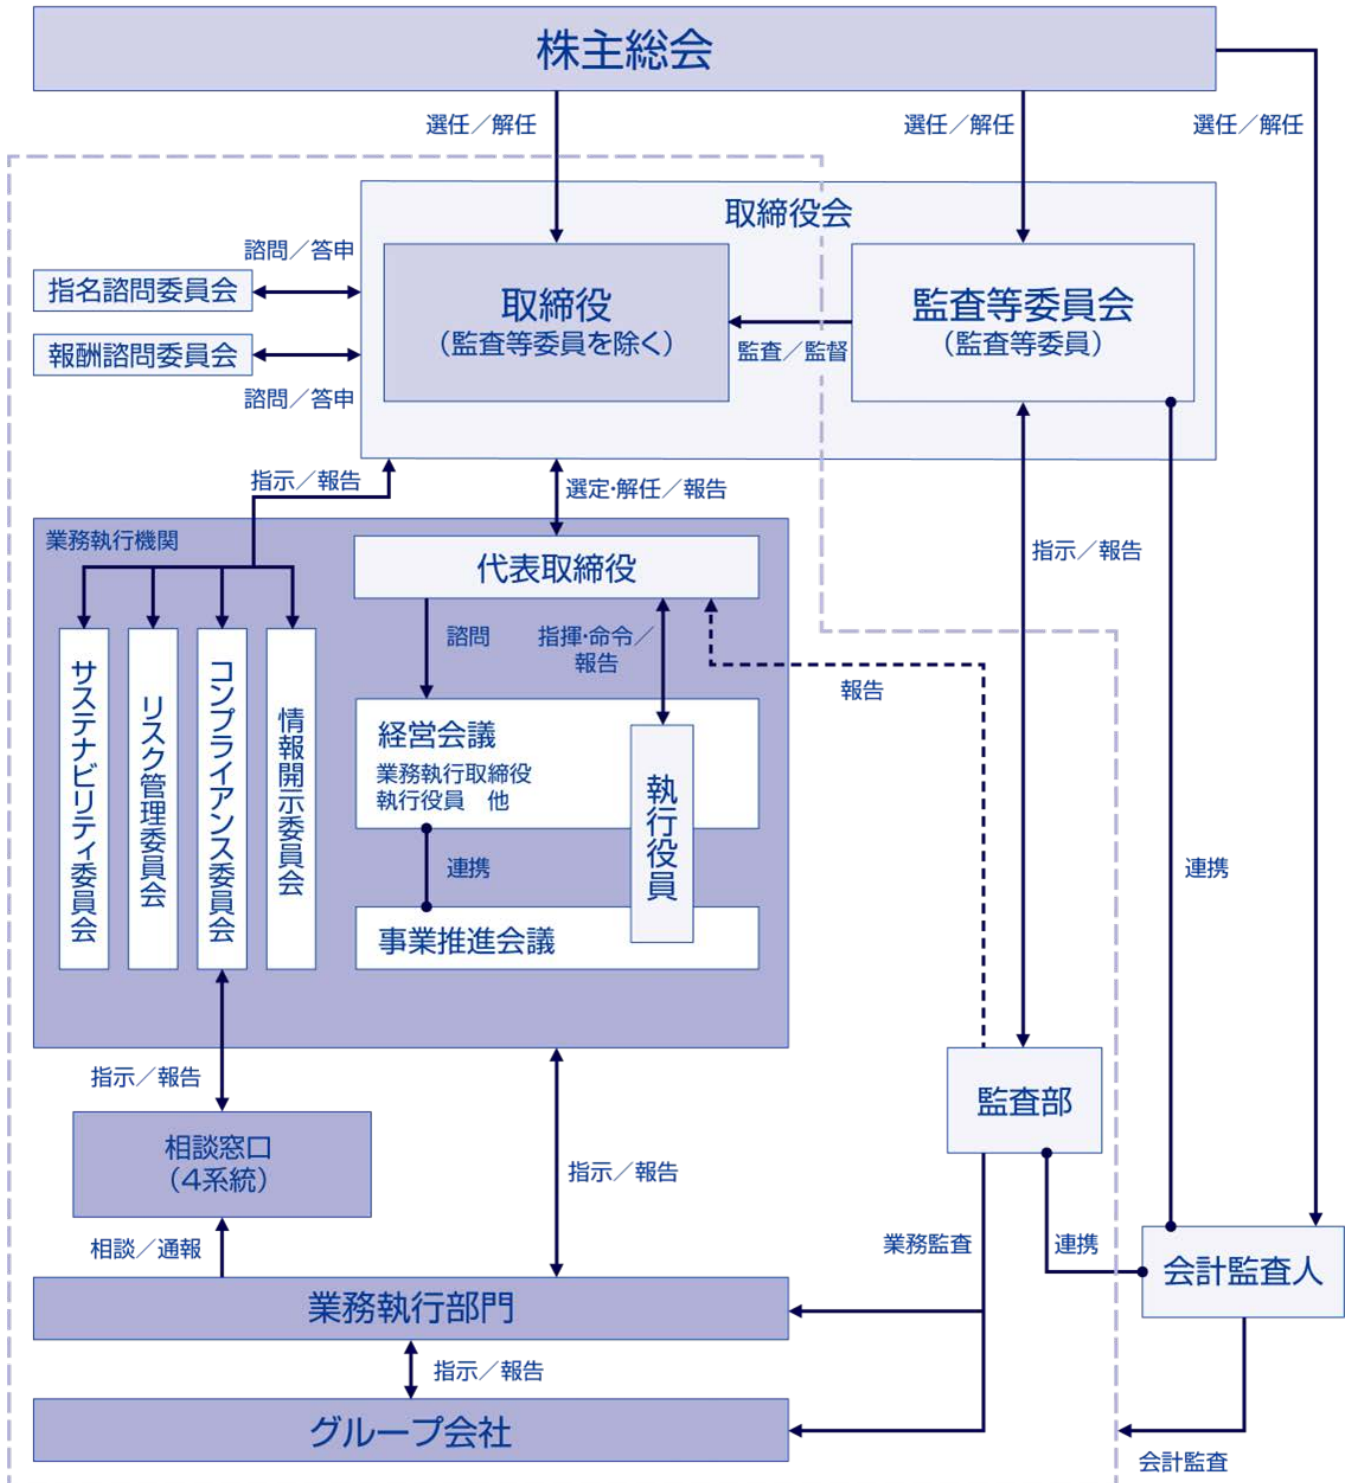 株主総会
選任／解任
選任／解任
選任／解任
取締役会
諮問／答申
指名諮問委員会
報酬諮問委員会
諮問／答申
取締役
（監査等委員を除く）
監査／監督
監査等委員会
（監査等委員）
指示／報告
選定・解任／報告
業務執行機関
代表取締役
指示／報告
諮問
指揮・命令／
報告
報告
サステナビリティ委員会
リスク管理委員会
コンプライアンス委員会
情報開示委員会
経営会議
業務執行取締役
執行役員　他
執行役員
連携
連携
事業推進会議
指示／報告
監査部
相談窓口
（4系統）
指示／報告
相談／通報
業務監査
連携
会計監査人
業務執行部門
指示／報告
グループ会社
会計監査